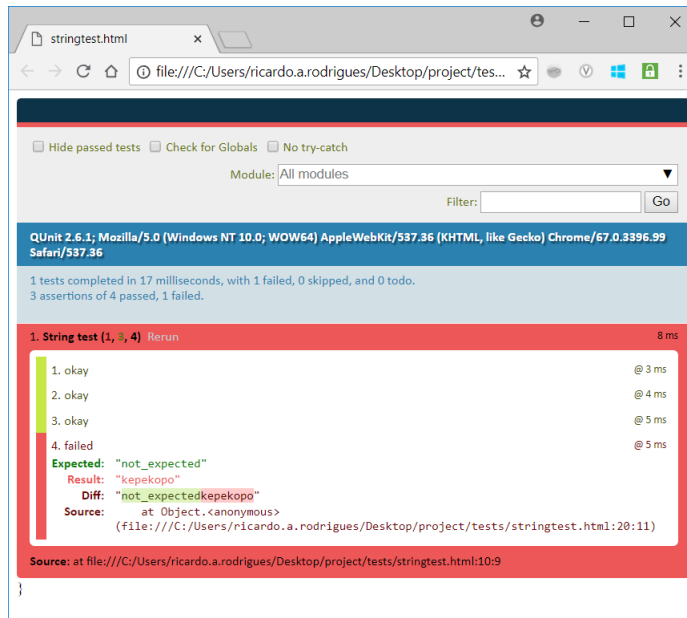 stringtest.html
file:///C:/Users/ricardo.a.rodrigues/Desktop/project/tes...
Hide passed tests Check for Globals No try-catch
Module: All modules
Filter: Go
QUnit 2.6.1; Mozilla/5.0 (Windows NT 10.0; WOW64) AppleWebKit/537.36 (KHTML, like Gecko) Chrome/67.0.3396.99
Safari/537.36
1 tests completed in 17 milliseconds, with 1 failed, 0 skipped, and 0 todo.
3 assertions of 4 passed, 1 failed.
1. String test (1, 3, 4) Rerun 8 ms
1. okay @ 3 ms
2. okay @ 4 ms
3. okay @ 5 ms
4. failed @ 5 ms
Expected: "not_expected"
Result: "kepekopo"
Diff: "not_expectedkepekopo"
Source: at Object.<anonymous>
(file:///C:/Users/ricardo.a.rodrigues/Desktop/project/tests/stringtest.html:20:11)
Source: at file:///C:/Users/ricardo.a.rodrigues/Desktop/project/tests/stringtest.html:10:9
}